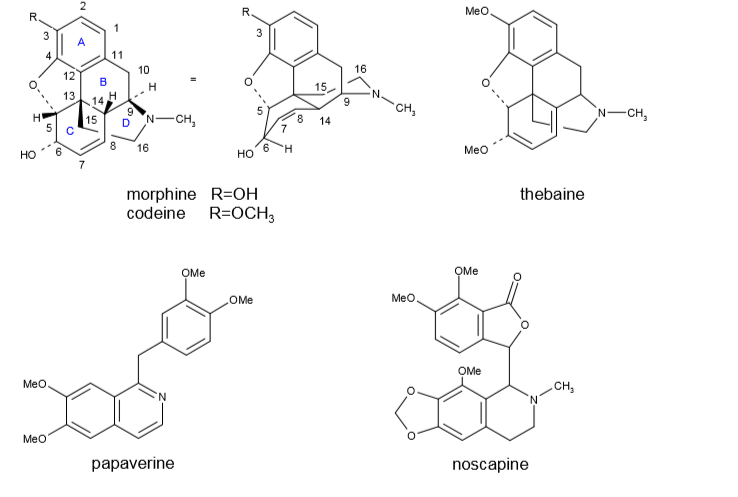 2
R
1
3
A
4
11
12
10
B
O
H
H
13
14
9
N
CH₃
H
5
C
15
D
HO
6
8
16
7
=
R
3
O
16
15
N
5
9
CH₃
8
14
7
6
HO
H
MeO
O
N
CH₃
MeO
morphine R=OH
codeine R=OCH₃
thebaine
OMe
OMe
MeO
N
MeO
papaverine
OMe
O
MeO
O
OMe
CH₃
O
N
O
noscapine